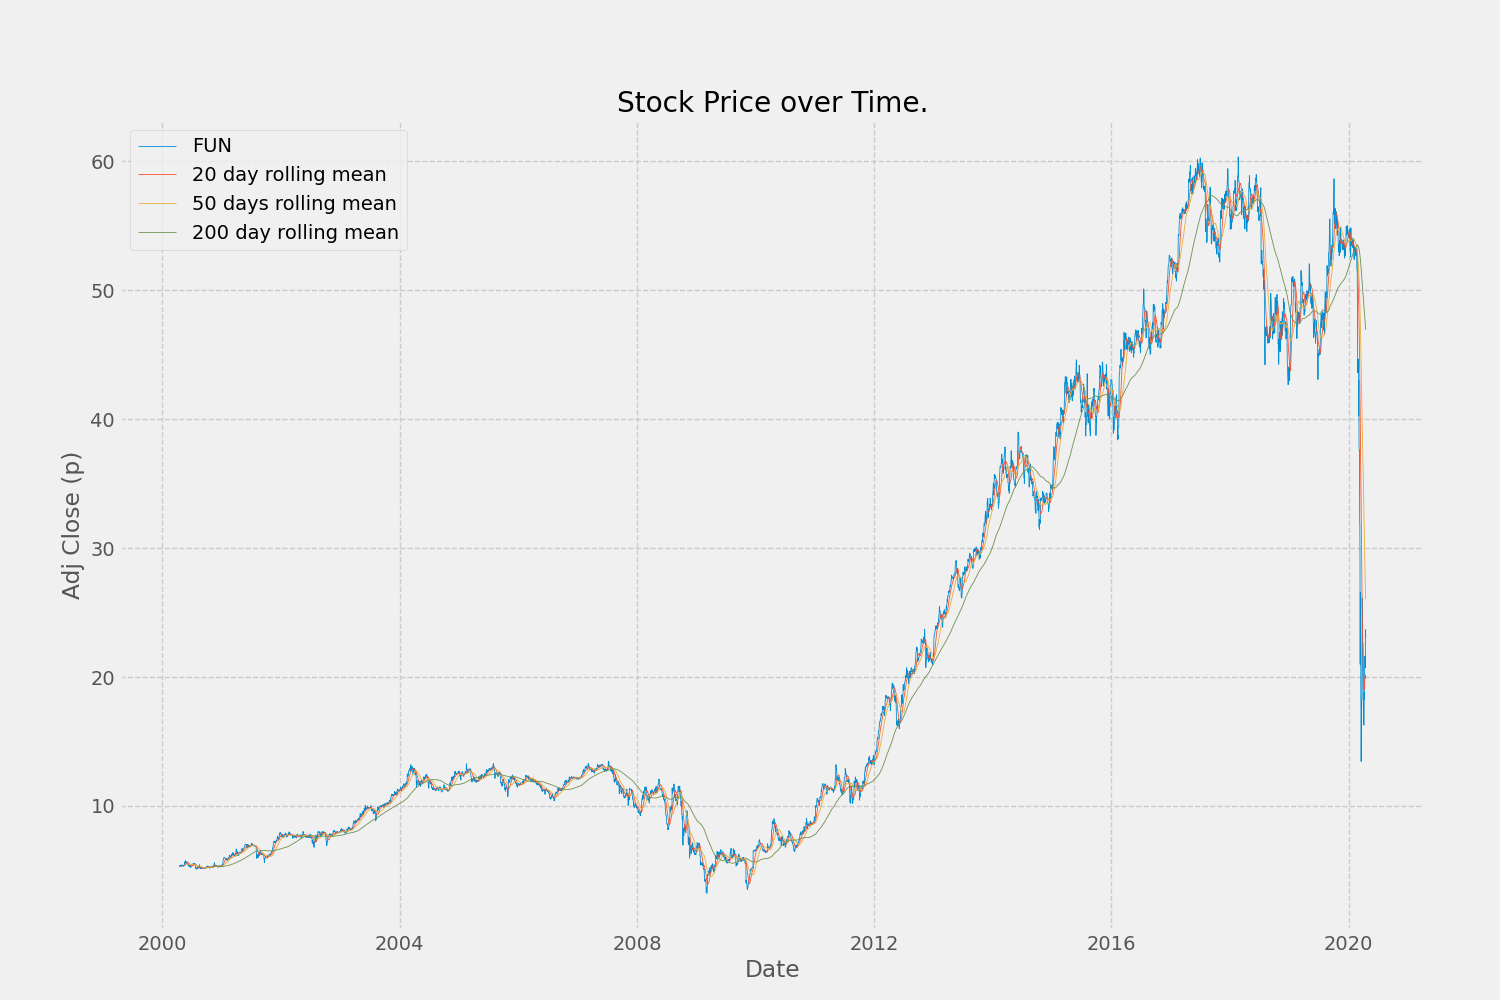 Stock Price over Time.
FUN
20 day rolling mean
50 days rolling mean
200 day rolling mean
60
50
40
30
20
10
Adj Close (p)
2000 2004 2008 2012 2016 2020
Date